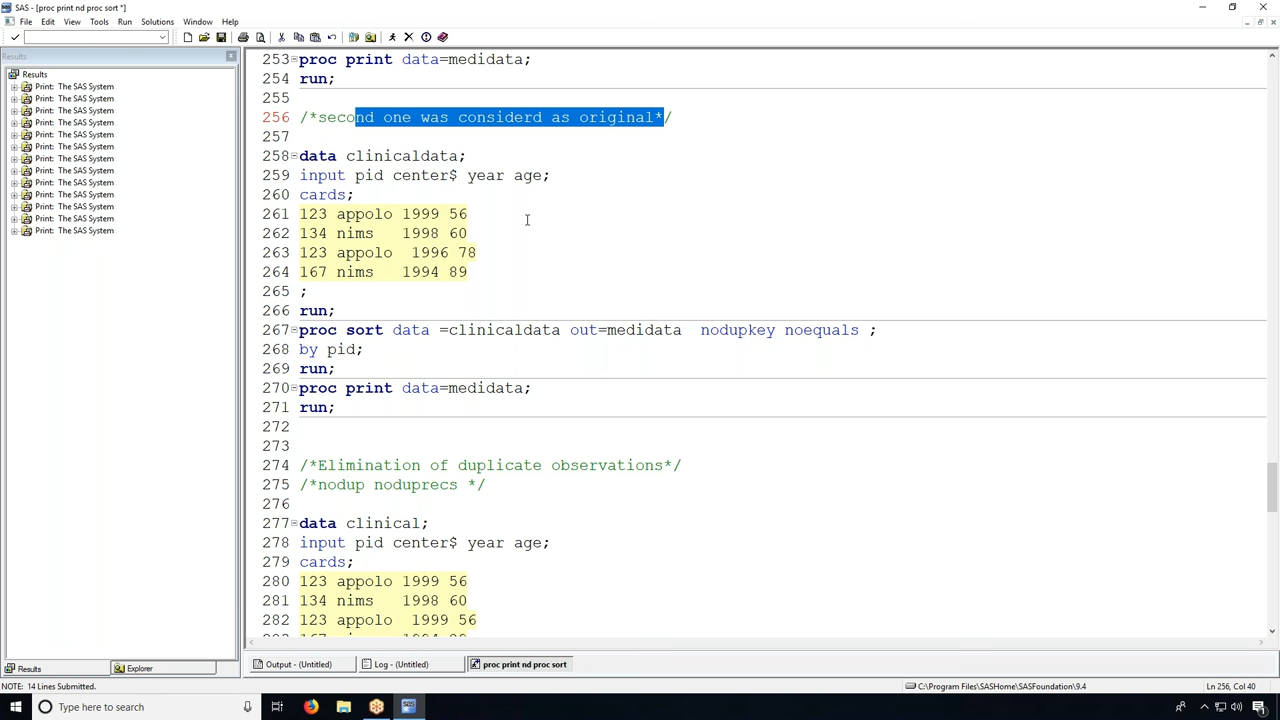 SAS - [proc print nd proc sort *]
File Edit View Tools Run Solutions Window Help
Results
Results
Print: The SAS System
Print: The SAS System
Print: The SAS System
Print: The SAS System
Print: The SAS System
Print: The SAS System
Print: The SAS System
Print: The SAS System
Print: The SAS System
Print: The SAS System
Print: The SAS System
Print: The SAS System
Print: The SAS System
253 proc print data=medidata;
254 run;
255
256 /*second one was considerd as original*/
257
258 data clinicaldata;
259 input pid center$ year age;
260 cards;
261 123 appolo 1999 56
262 134 nims 1998 60
263 123 appolo 1996 78
264 167 nims 1994 89
265 ;
266 run;
267 proc sort data =clinicaldata out=medidata nodupkey noequals ;
268 by pid;
269 run;
270 proc print data=medidata;
271 run;
272
273
274 /*Elimination of duplicate observations*/
275 /*nodup noduprecs */
276
277 data clinical;
278 input pid center$ year age;
279 cards;
280 123 appolo 1999 56
281 134 nims 1998 60
282 123 appolo 1999 56
Results Explorer
Output - (Untitled) Log - (Untitled) proc print nd proc sort
NOTE: 14 Lines Submitted. C:\Program Files\SASHome\SASFoundation\9.4 Ln 256, Col 40
Type here to search